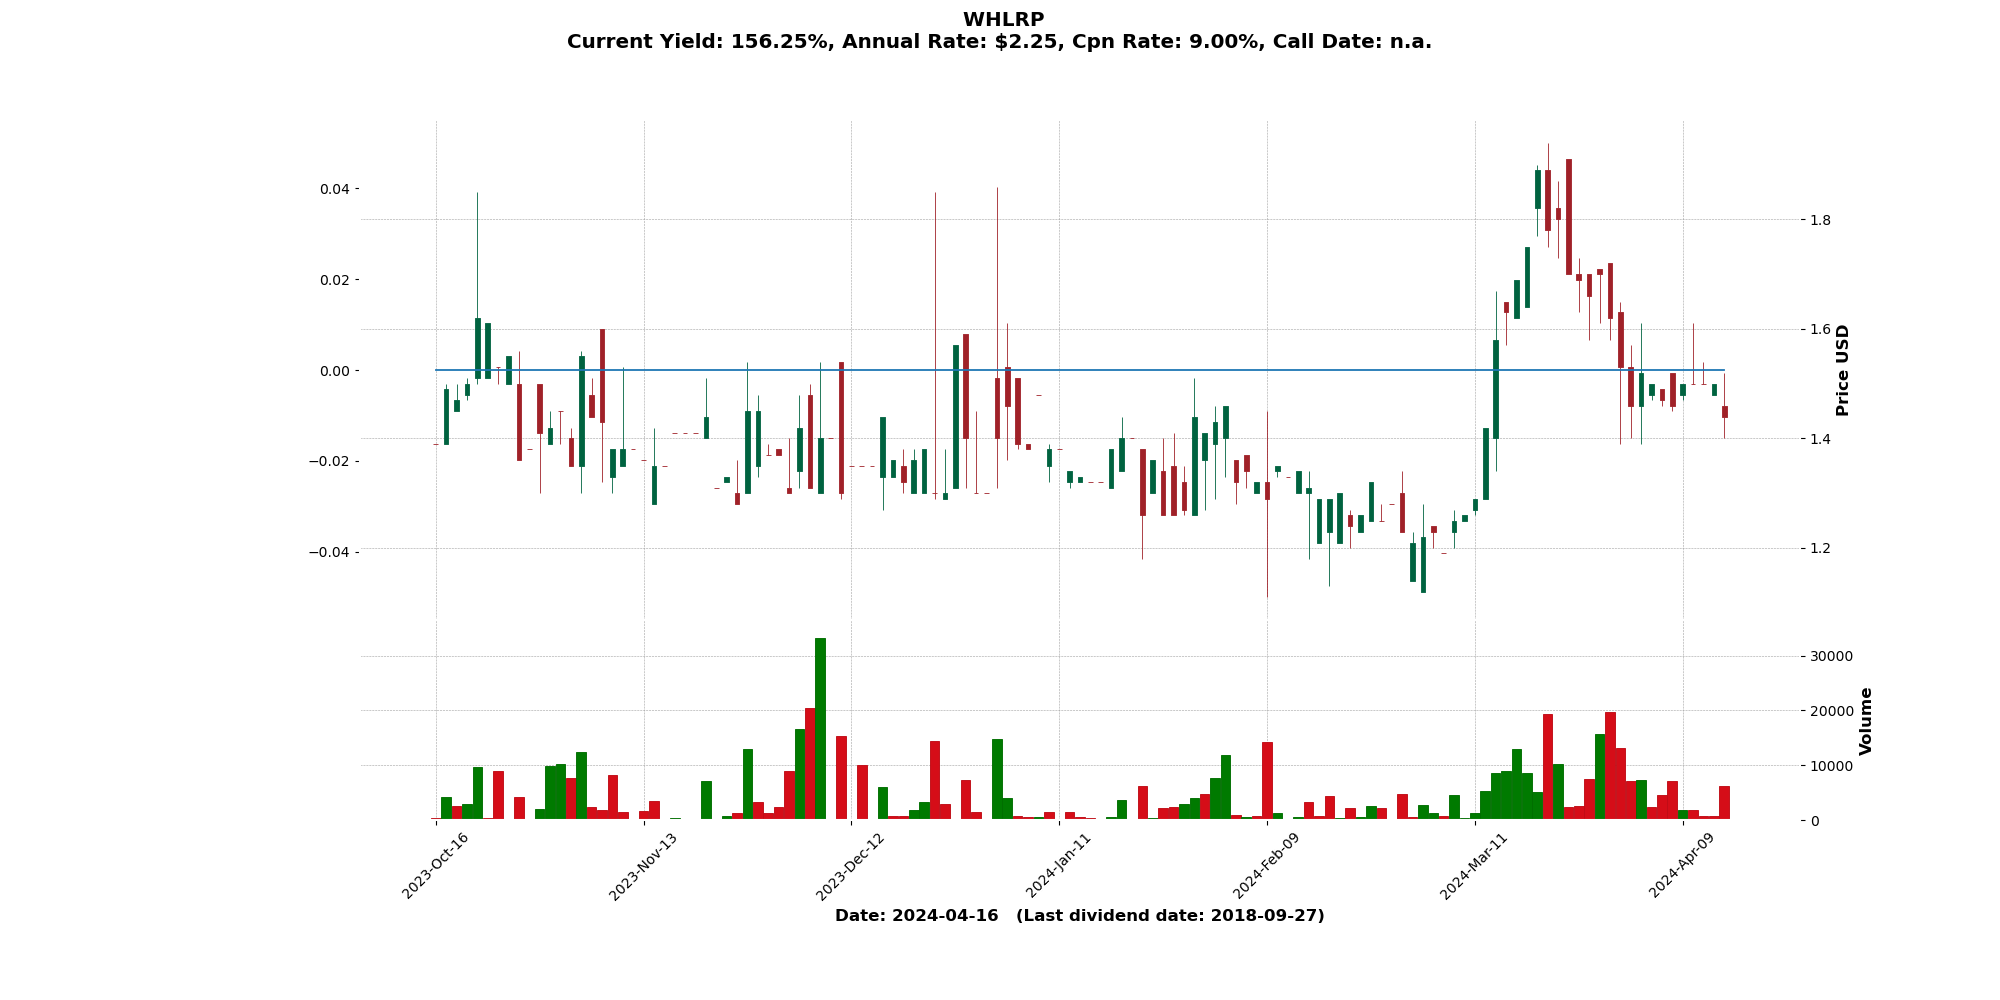 WHLRP
Current Yield: 156.25%, Annual Rate: $2.25, Cpn Rate: 9.00%, Call Date: n.a.
0.04
0.02
0.00
−0.02
−0.04
1.8
1.6
1.4
1.2
Price USD
30000
20000
10000
0
Volume
2023-Oct-16
2023-Nov-13
2023-Dec-12
2024-Jan-11
2024-Feb-09
2024-Mar-11
2024-Apr-09
Date: 2024-04-16   (Last dividend date: 2018-09-27)